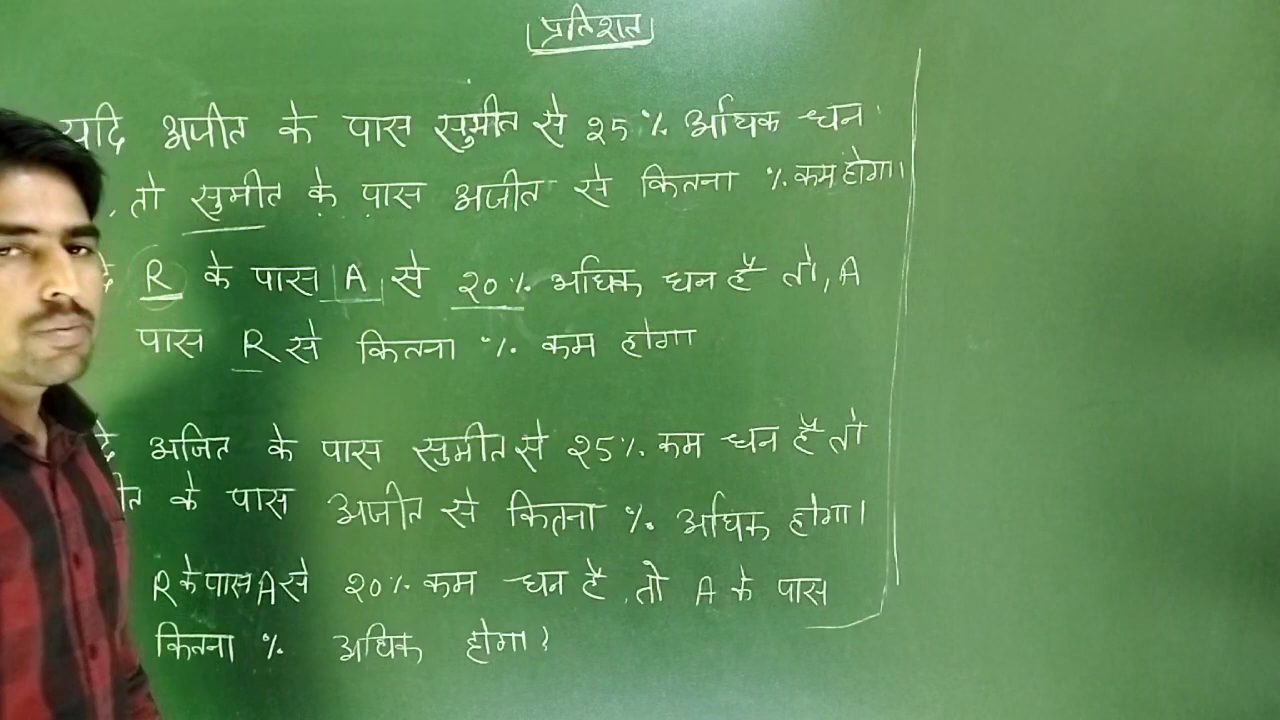 प्रतिशत
यदि अजीत के पास सुमीत से 25% अधिक धन
तो सुमीत के पास अजीत से कितना % कम होगा।
R के पास A से 20% अधिक धन है तो, A
पास R से कितना % कम होगा
अजित के पास सुमीत से 25% कम धन है तो
के पास अजीत से कितना % अधिक होगा।
R के पास A से 20% कम धन है, तो A के पास
कितना % अधिक होगा?